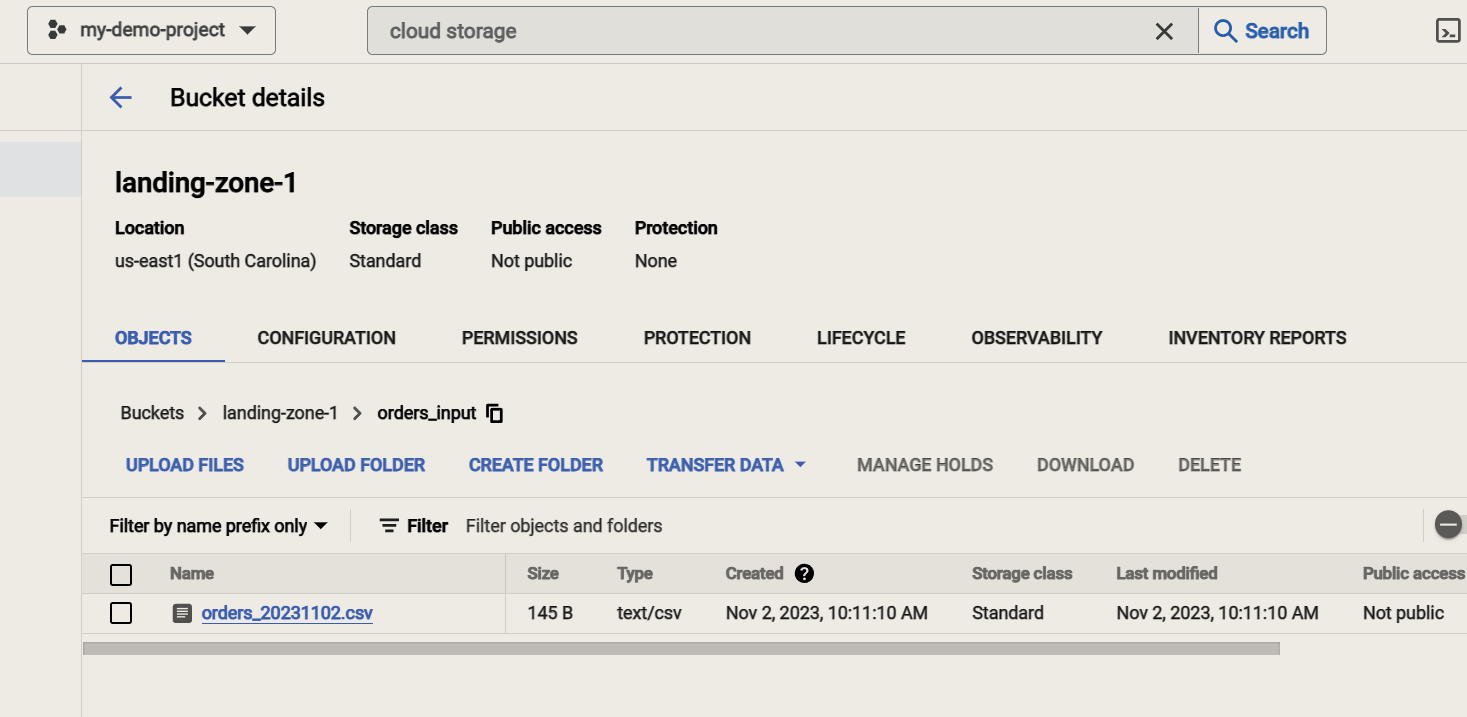 my-demo-project cloud storage Search
Bucket details
landing-zone-1
Location Storage class Public access Protection
us-east1 (South Carolina) Standard Not public None
OBJECTS CONFIGURATION PERMISSIONS PROTECTION LIFECYCLE OBSERVABILITY INVENTORY REPORTS
Buckets > landing-zone-1 > orders_input
UPLOAD FILES UPLOAD FOLDER CREATE FOLDER TRANSFER DATA MANAGE HOLDS DOWNLOAD DELETE
Filter by name prefix only Filter Filter objects and folders
Name Size Type Created Storage class Last modified Public access
orders_20231102.csv 145 B text/csv Nov 2, 2023, 10:11:10 AM Standard Nov 2, 2023, 10:11:10 AM Not public